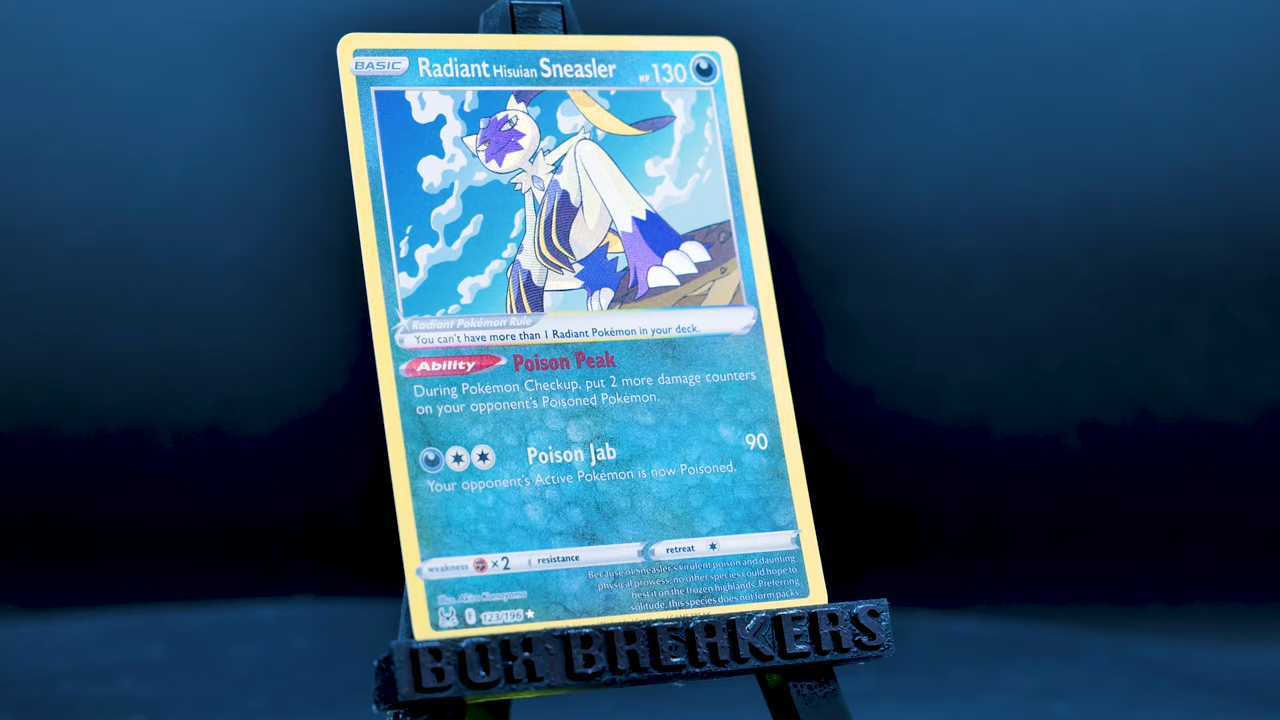 BASIC Radiant Hisuian Sneasler HP 130
Radiant Pokémon Rule
You can't have more than 1 Radiant Pokémon in your deck.
Ability Poison Peak
During Pokémon Checkup, put 2 more damage counters
on your opponent's Poisoned Pokémon.
Poison Jab 90
Your opponent's Active Pokémon is now Poisoned.
weakness ×2 resistance retreat
Because of Sneasler's virulent poison and daunting
physical prowess, no other species could hope to
best it on the frozen highlands. Preferring
solitude, this species does not form packs.
Illus. Akira Komayama
F 123/196
BOX BREAKERS